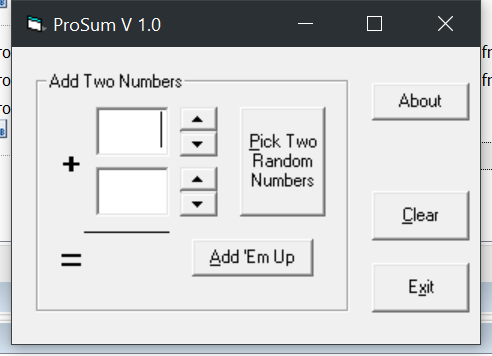 ProSum V 1.0
Add Two Numbers
+
=
Pick Two
Random
Numbers
Add 'Em Up
About
Clear
Exit